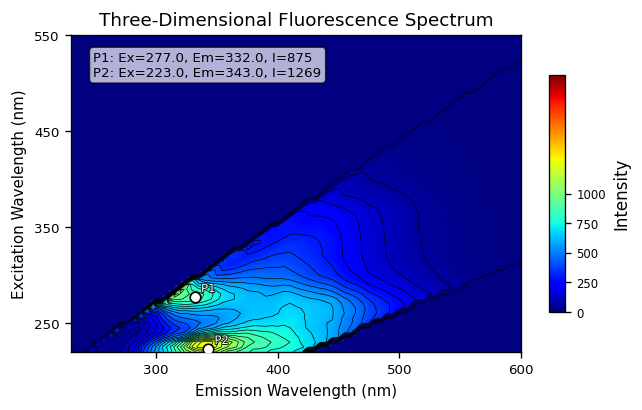 Three-Dimensional Fluorescence Spectrum
P1: Ex=277.0, Em=332.0, I=875
P2: Ex=223.0, Em=343.0, I=1269
550
450
350
250
Excitation Wavelength (nm)
P1
P2
300
400
500
600
Emission Wavelength (nm)
1000
750
500
250
0
Intensity